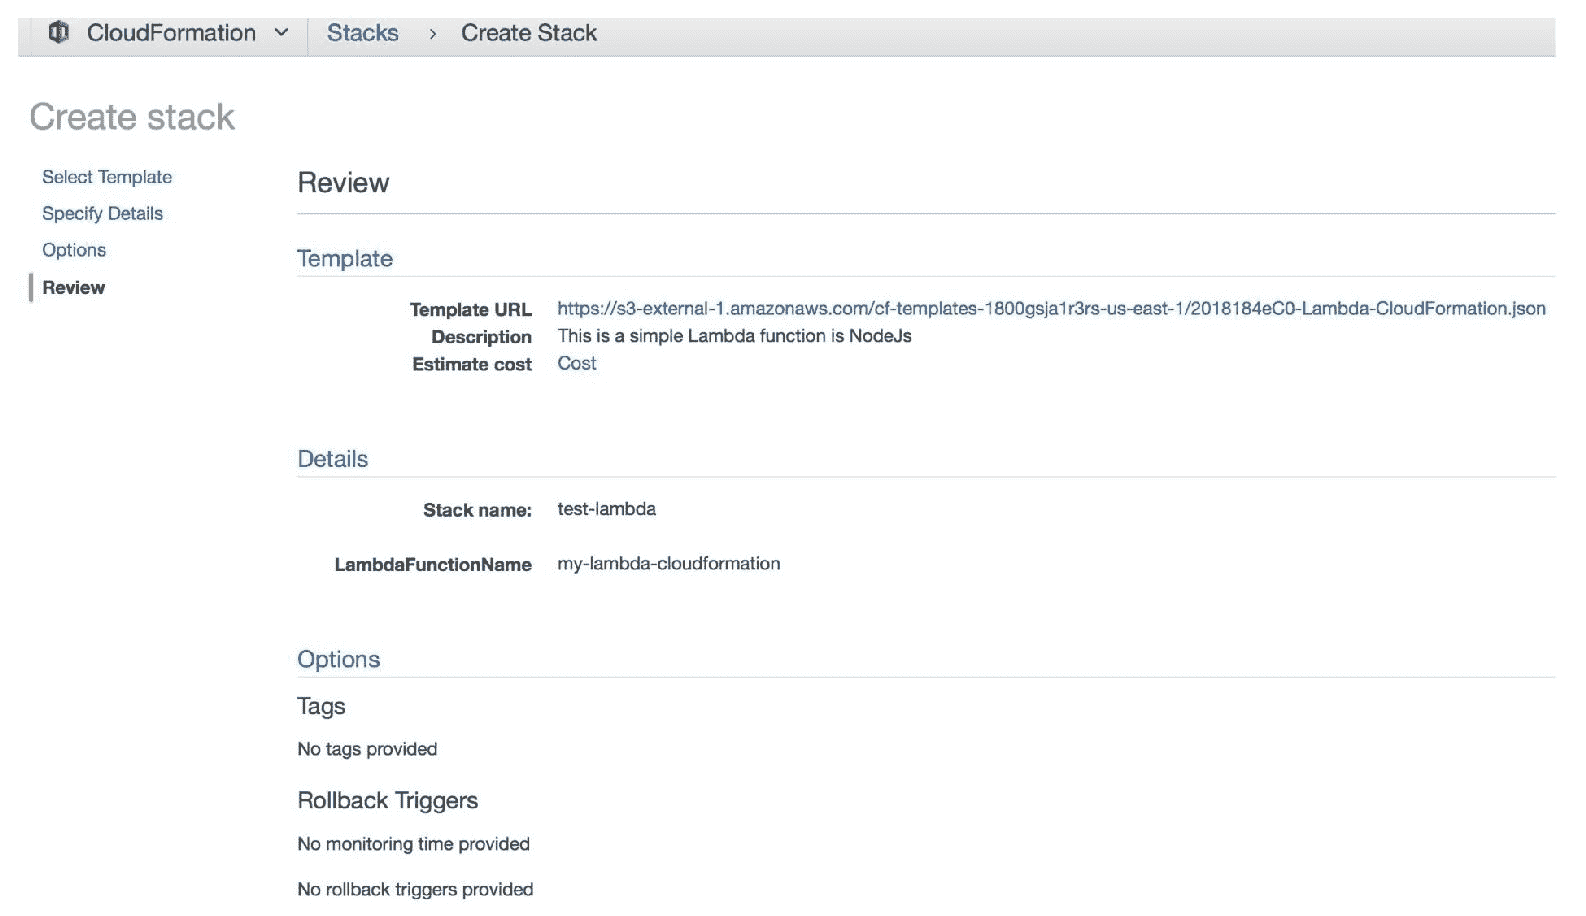 CloudFormation Stacks > Create Stack
Create stack
Select Template
Specify Details
Options
Review
Review
Template
Template URL https://s3-external-1.amazonaws.com/cf-templates-1800gsja1r3rs-us-east-1/2018184eC0-Lambda-CloudFormation.json
Description This is a simple Lambda function is NodeJs
Estimate cost Cost
Details
Stack name: test-lambda
LambdaFunctionName my-lambda-cloudformation
Options
Tags
No tags provided
Rollback Triggers
No monitoring time provided
No rollback triggers provided